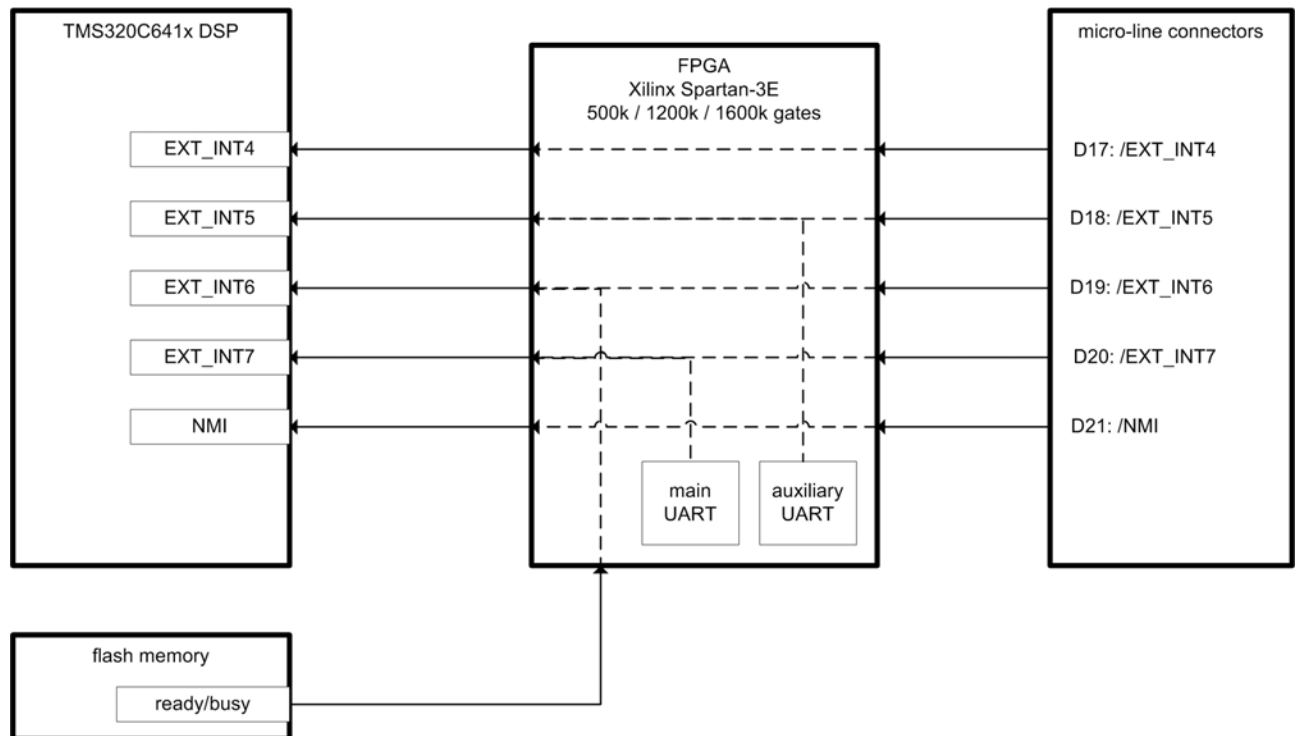 TMS320C641x DSP
EXT_INT4
EXT_INT5
EXT_INT6
EXT_INT7
NMI
FPGA
Xilinx Spartan-3E
500k / 1200k / 1600k gates
main
UART
auxiliary
UART
micro-line connectors
D17: /EXT_INT4
D18: /EXT_INT5
D19: /EXT_INT6
D20: /EXT_INT7
D21: /NMI
flash memory
ready/busy